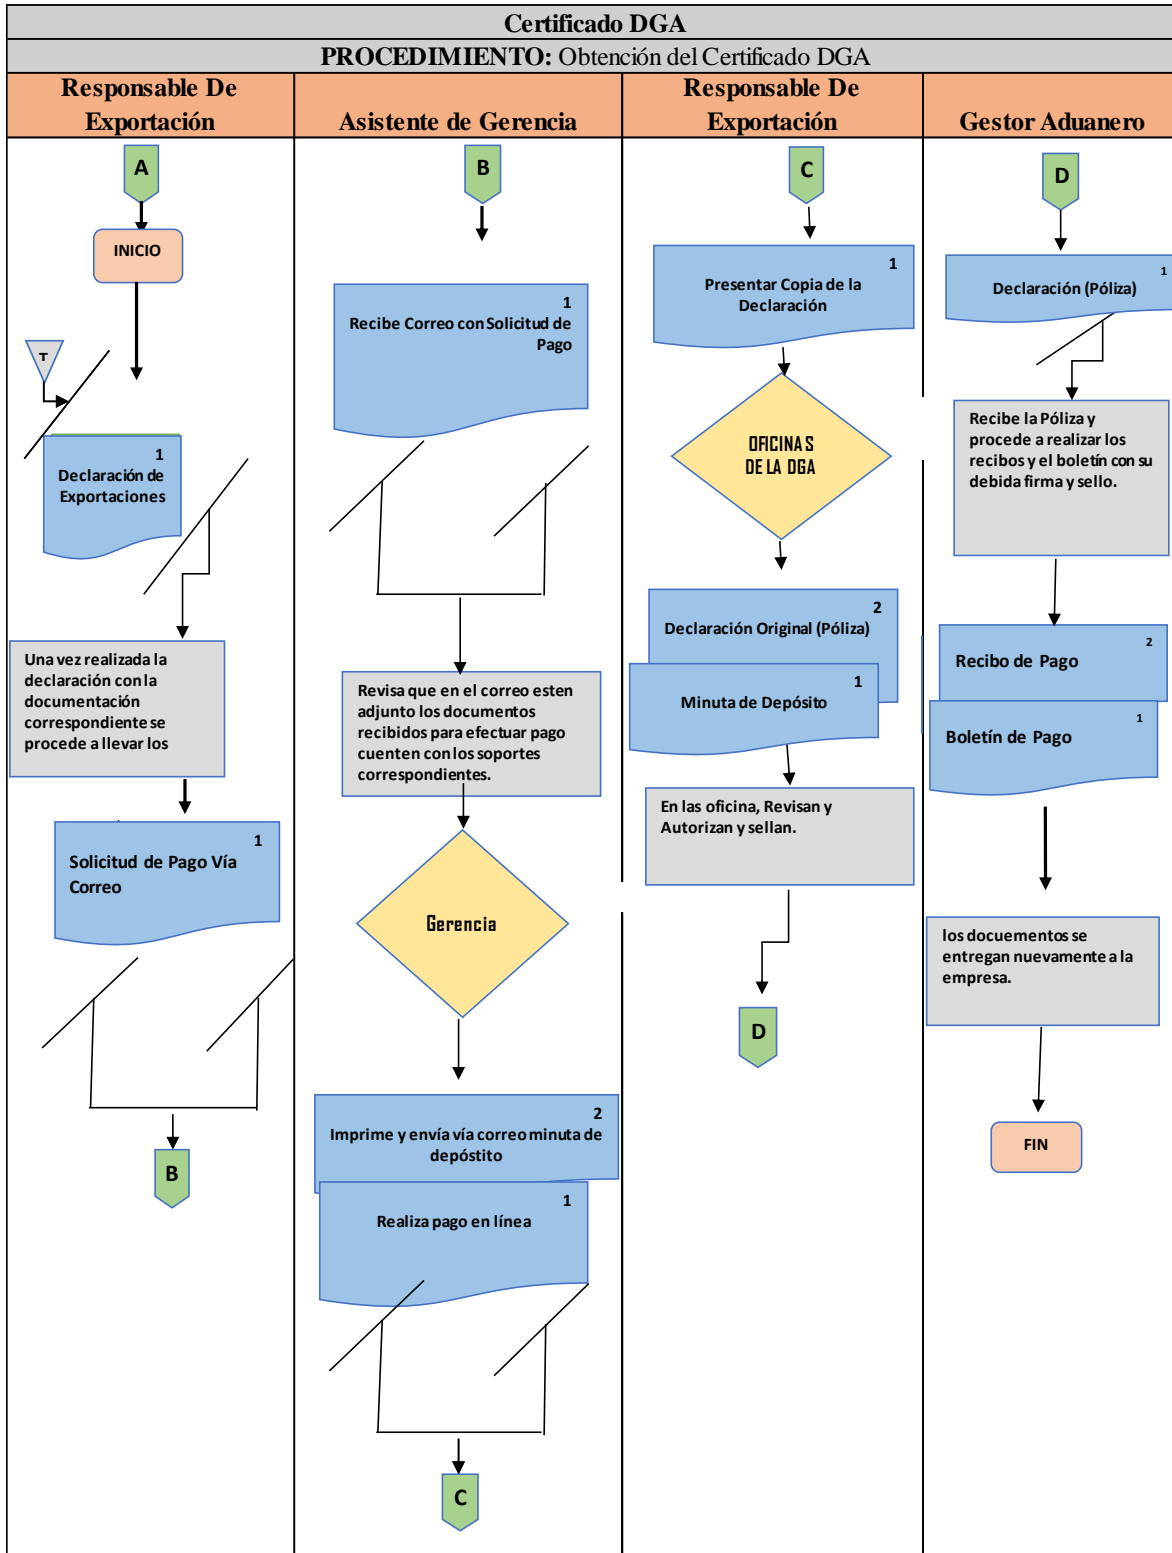 Certificado DGA
PROCEDIMIENTO: Obtención del Certificado DGA
Responsable De
Exportación
Asistente de Gerencia
Responsable De
Exportación
Gestor Aduanero
A
INICIO
T
1
Declaración de
Exportaciones
Una vez realizada la
declaración con la
documentación
correspondiente se
procede a llevar los
1
Solicitud de Pago Vía
Correo
B
B
1
Recibe Correo con Solicitud de
Pago
Revisa que en el correo esten
adjunto los documentos
recibidos para efectuar pago
cuenten con los soportes
correspondientes.
Gerencia
2
Imprime y envía vía correo minuta de
depóstito
1
Realiza pago en línea
C
C
1
Presentar Copia de la
Declaración
OFICINAS
DE LA DGA
2
Declaración Original (Póliza)
1
Minuta de Depósito
En las oficina, Revisan y
Autorizan y sellan.
D
D
1
Declaración (Póliza)
Recibe la Póliza y
procede a realizar los
recibos y el boletín con su
debida firma y sello.
2
Recibo de Pago
1
Boletín de Pago
los docuementos se
entregan nuevamente a la
empresa.
FIN